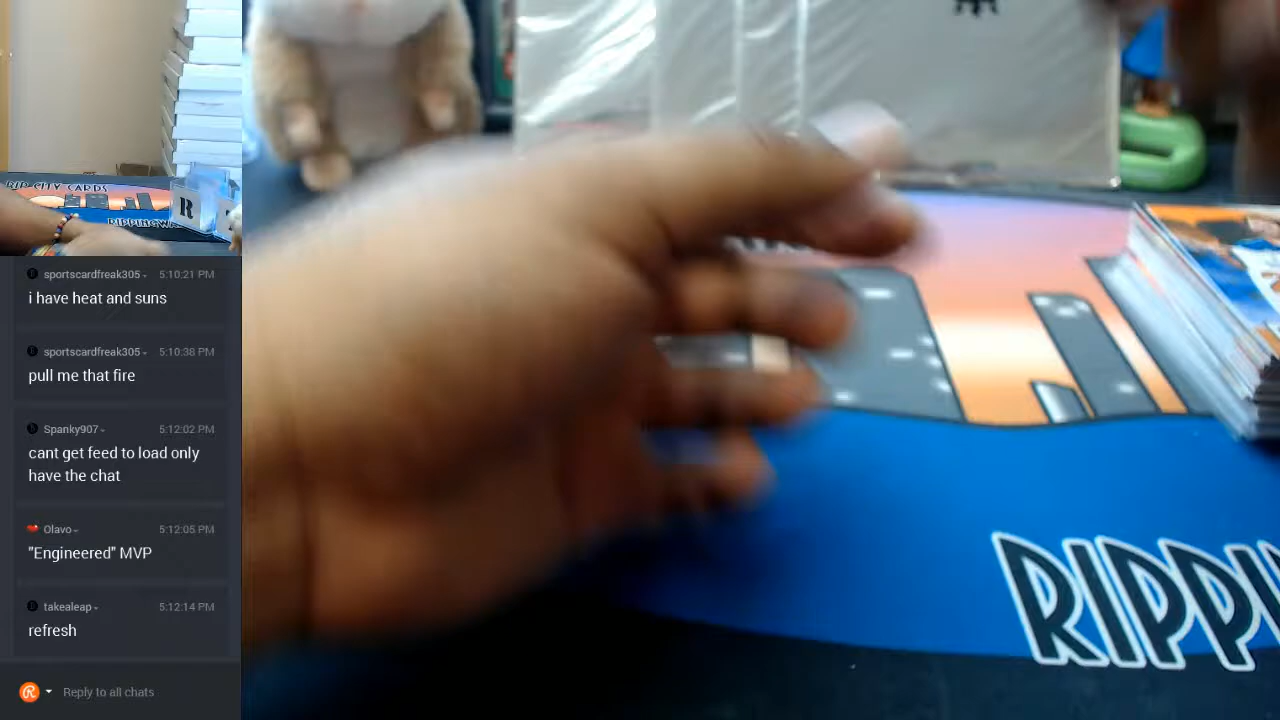 RIP CITY CARDS
R
RIPPINGWA
sportscardfreak305 5:10:21 PM
i have heat and suns
sportscardfreak305 5:10:38 PM
pull me that fire
Spanky907 5:12:02 PM
cant get feed to load only
have the chat
Olavo 5:12:05 PM
"Engineered" MVP
takealeap 5:12:14 PM
refresh
Reply to all chats
RIPPI